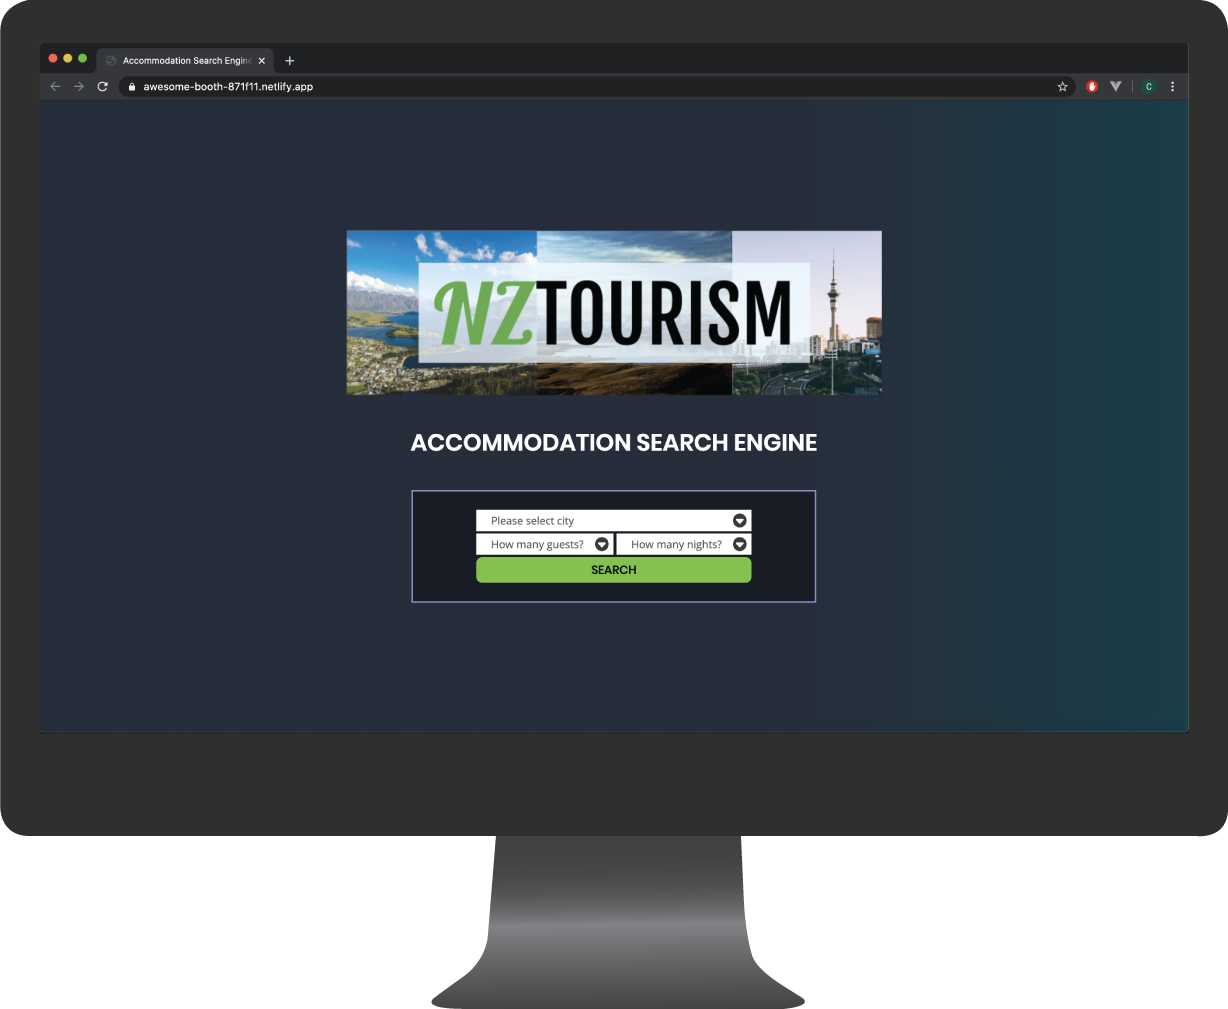 Accommodation Search Engin
awesome-booth-871f11.netlify.app
C
NZTOURISM
ACCOMMODATION SEARCH ENGINE
Please select city
How many guests? How many nights?
SEARCH